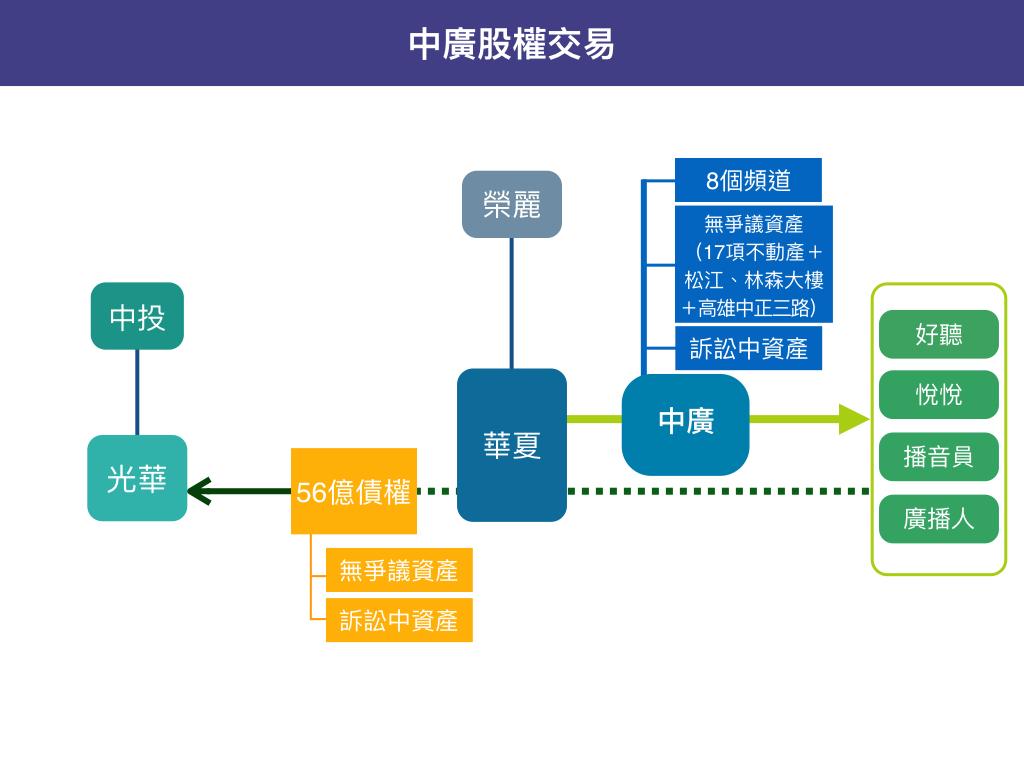 中廣股權交易
榮麗
8個頻道
無爭議資產
（17項不動產＋
松江、林森大樓
＋高雄中正三路）
訴訟中資產
中投
好聽
悅悅
播音員
廣播人
中廣
華夏
光華
56億債權
無爭議資產
訴訟中資產